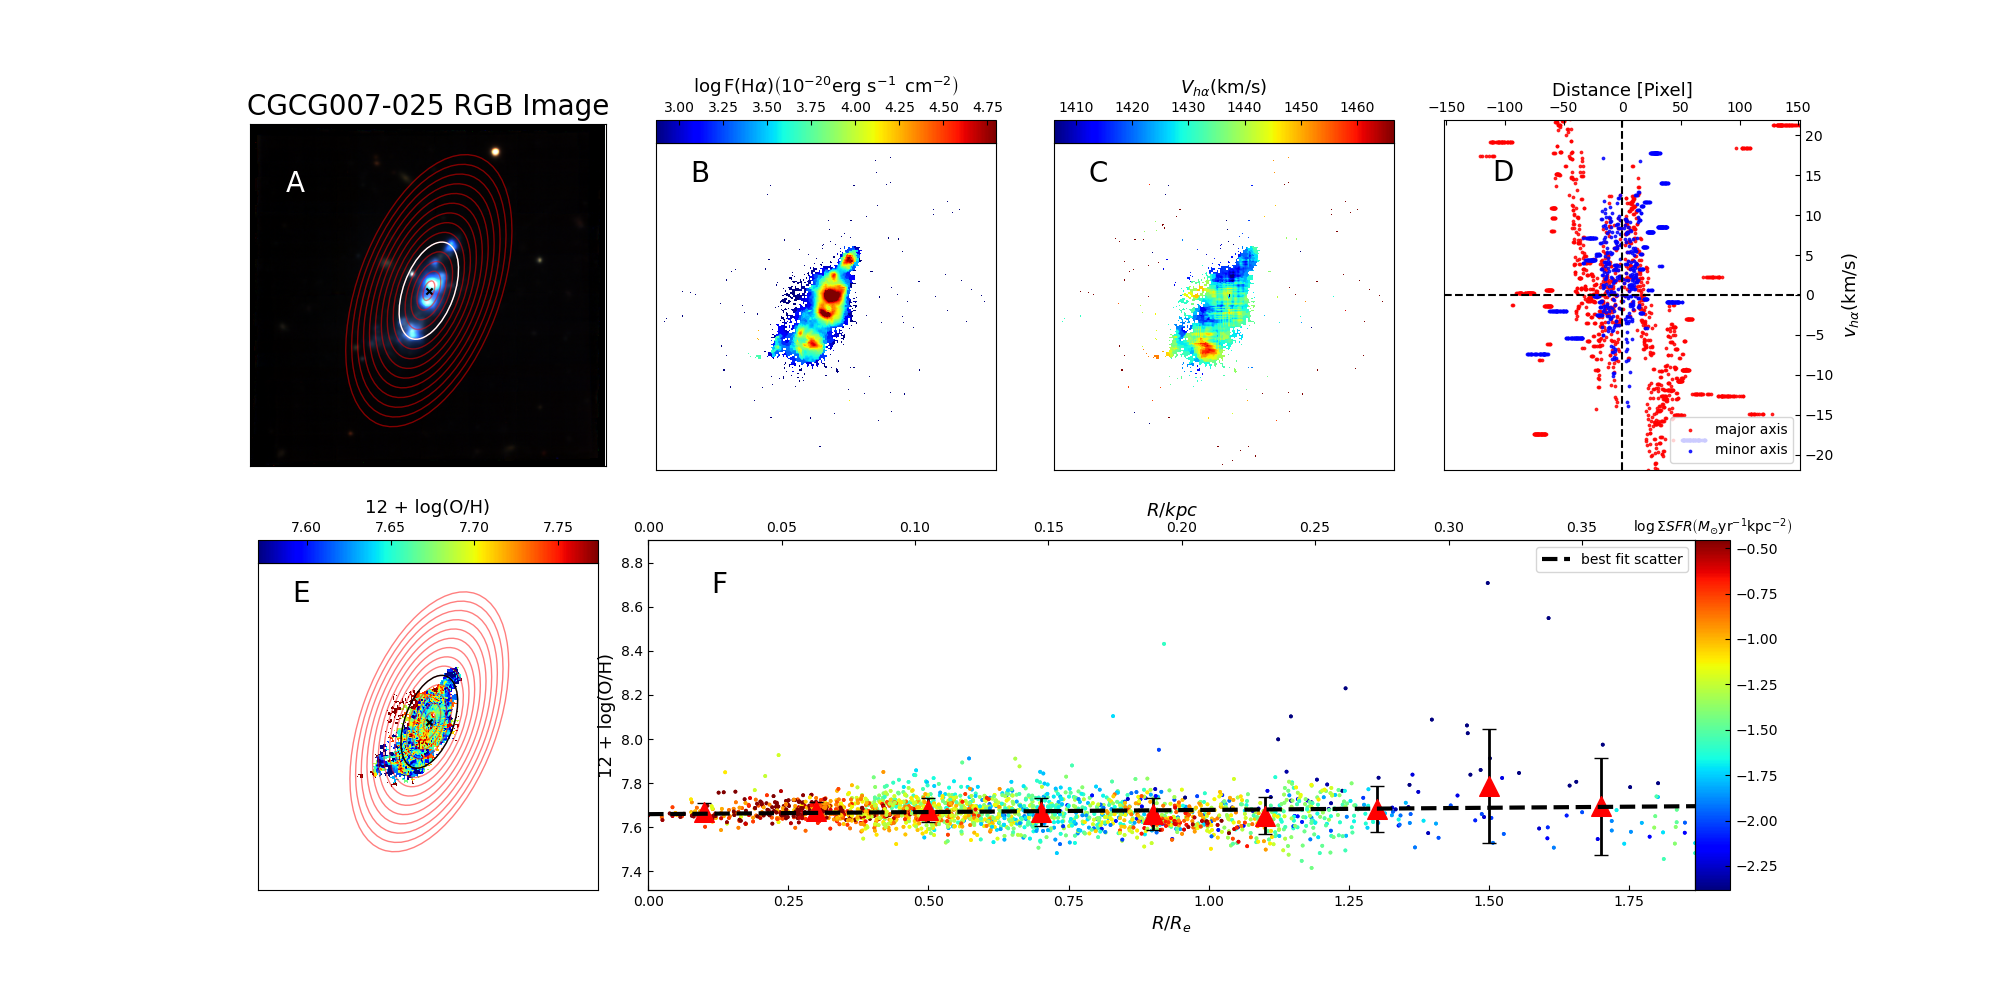 CGCG007-025 RGB Image
A
log F(Hα)(10⁻²⁰erg s⁻¹ cm⁻²)
3.00 3.25 3.50 3.75 4.00 4.25 4.50 4.75
B
V_{hα}(km/s)
1410 1420 1430 1440 1450 1460
C
Distance [Pixel]
−150 −100 −50 0 50 100 150
D
20
15
10
5
0
−5
−10
−15
−20
v_{hα}(km/s)
major axis
minor axis
12 + log(O/H)
7.60 7.65 7.70 7.75
E
R/kpc
0.00 0.05 0.10 0.15 0.20 0.25 0.30 0.35
F
best fit scatter
12 + log(O/H)
8.8
8.6
8.4
8.2
8.0
7.8
7.6
7.4
0.00 0.25 0.50 0.75 1.00 1.25 1.50 1.75
R/R_e
log ΣSFR(M_⊙yr⁻¹kpc⁻²)
−0.50
−0.75
−1.00
−1.25
−1.50
−1.75
−2.00
−2.25